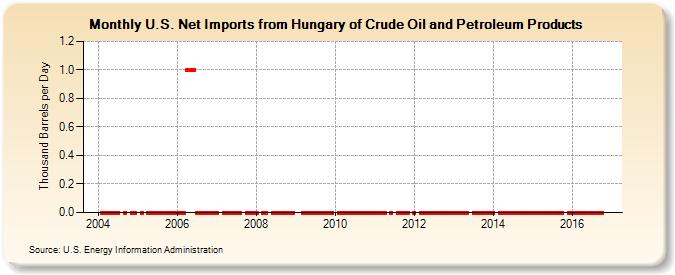 Monthly U.S. Net Imports from Hungary of Crude Oil and Petroleum Products
Thousand Barrels per Day
1.2
1.0
0.8
0.6
0.4
0.2
0.0
2004 2006 2008 2010 2012 2014 2016
Source: U.S. Energy Information Administration